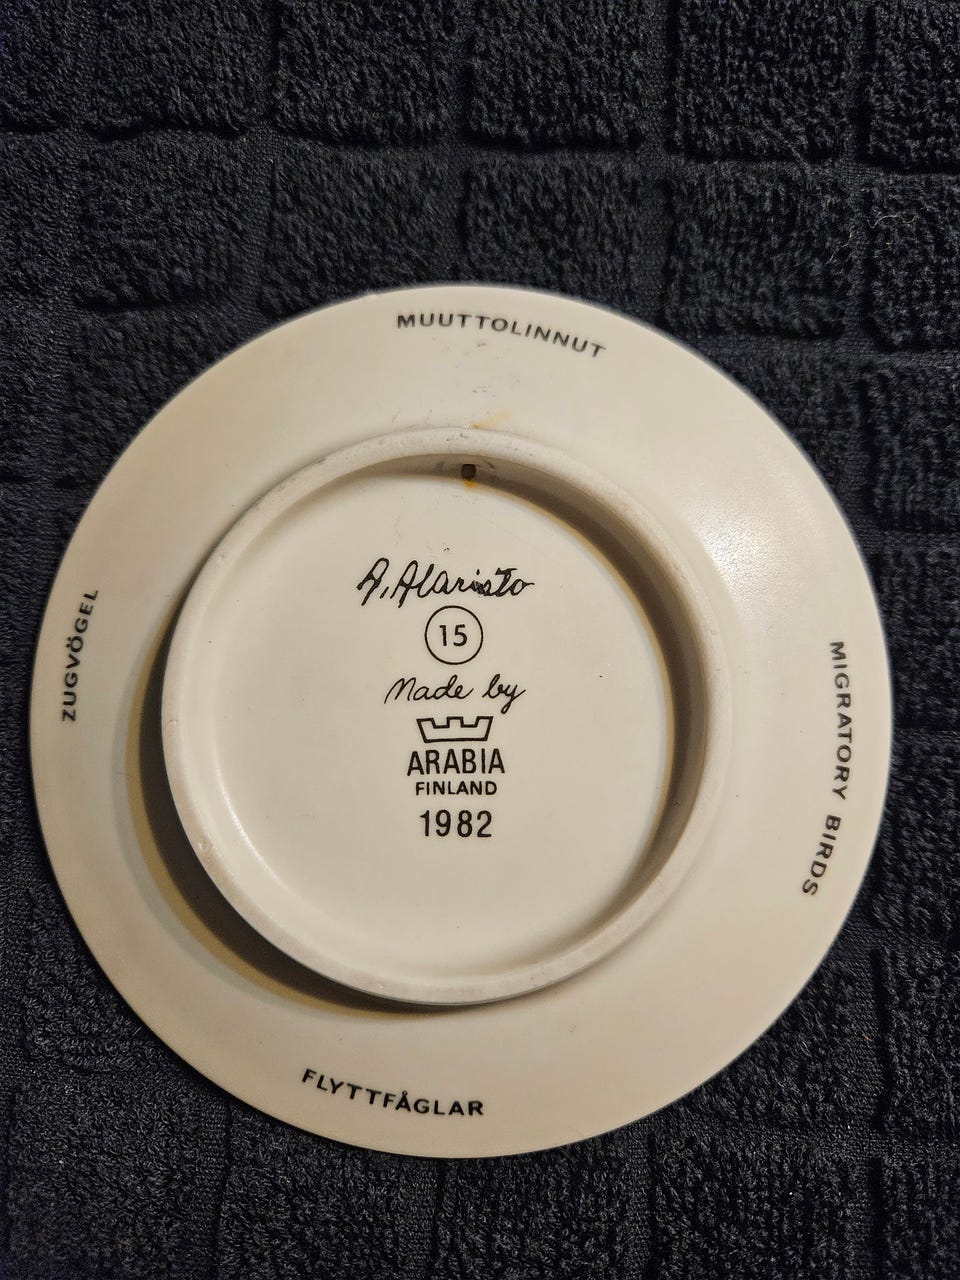 MUUTTOLINNUT
A. Alaristo
15
Made by
ARABIA
FINLAND
1982
ZUGVÖGEL
MIGRATORY BIRDS
FLYTTFÅGLAR